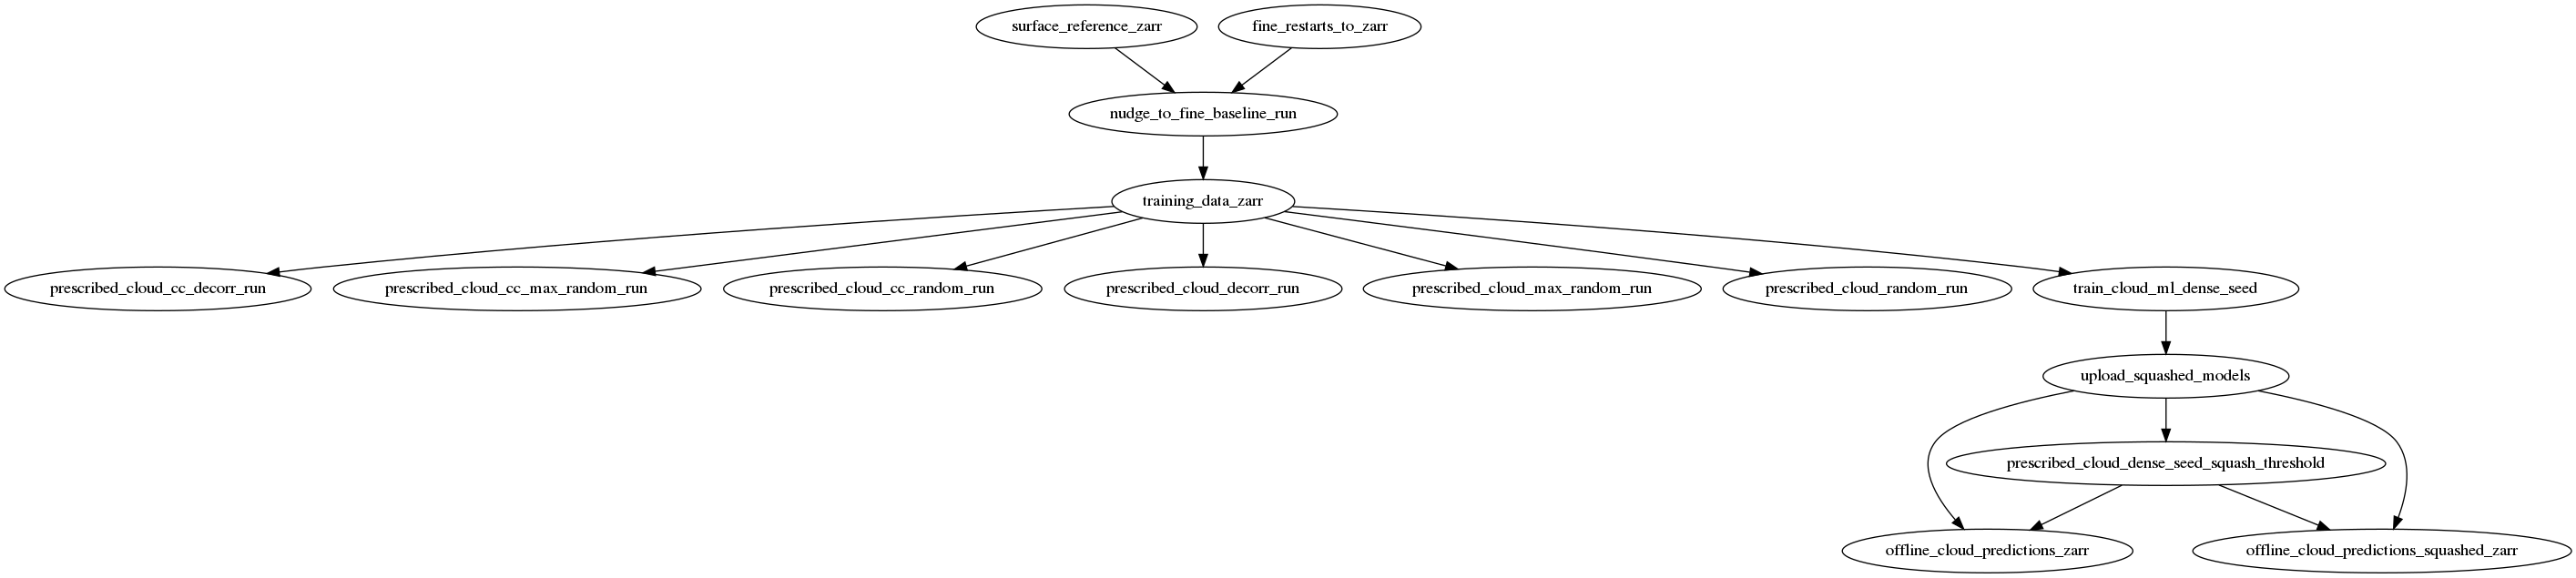 surface_reference_zarr
fine_restarts_to_zarr
nudge_to_fine_baseline_run
training_data_zarr
prescribed_cloud_cc_decorr_run
prescribed_cloud_cc_max_random_run
prescribed_cloud_cc_random_run
prescribed_cloud_decorr_run
prescribed_cloud_max_random_run
prescribed_cloud_random_run
train_cloud_ml_dense_seed
upload_squashed_models
prescribed_cloud_dense_seed_squash_threshold
offline_cloud_predictions_zarr
offline_cloud_predictions_squashed_zarr